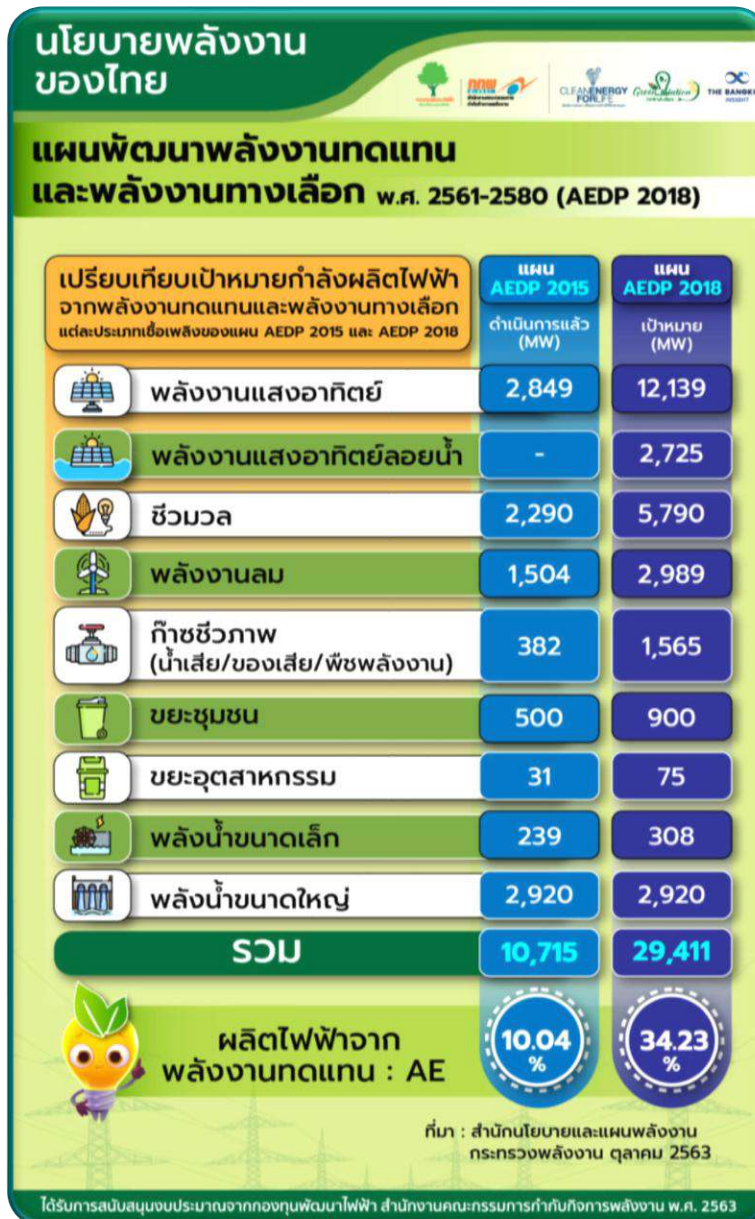 นโยบายพลังงาน
ของไทย
กกพ
CLEANENERGY
FORLIFE
THE BANGKO
INSIGHT
แผนพัฒนาพลังงานทดแทน
และพลังงานทางเลือก พ.ศ. 2561-2580 (AEDP 2018)
เปรียบเทียบเป้าหมายกำลังผลิตไฟฟ้า
จากพลังงานทดแทนและพลังงานทางเลือก
แต่ละประเภทเชื้อเพลิงของแผน AEDP 2015 และ AEDP 2018
แผน
AEDP 2015
ดำเนินการแล้ว
(MW)
แผน
AEDP 2018
เป้าหมาย
(MW)
พลังงานแสงอาทิตย์ 2,849 12,139
พลังงานแสงอาทิตย์ลอยน้ำ - 2,725
ชีวมวล 2,290 5,790
พลังงานลม 1,504 2,989
ก๊าซชีวภาพ
(น้ำเสีย/ของเสีย/พืชพลังงาน) 382 1,565
ขยะชุมชน 500 900
ขยะอุตสาหกรรม 31 75
พลังน้ำขนาดเล็ก 239 308
พลังน้ำขนาดใหญ่ 2,920 2,920
รวม 10,715 29,411
ผลิตไฟฟ้าจาก
พลังงานทดแทน : AE
10.04
%
34.23
%
ที่มา : สำนักนโยบายและแผนพลังงาน
กระทรวงพลังงาน ตุลาคม 2563
ได้รับการสนับสนุนงบประมาณจากกองทุนพัฒนาไฟฟ้า สำนักงานคณะกรรมการกำกับกิจการพลังงาน พ.ศ. 2563